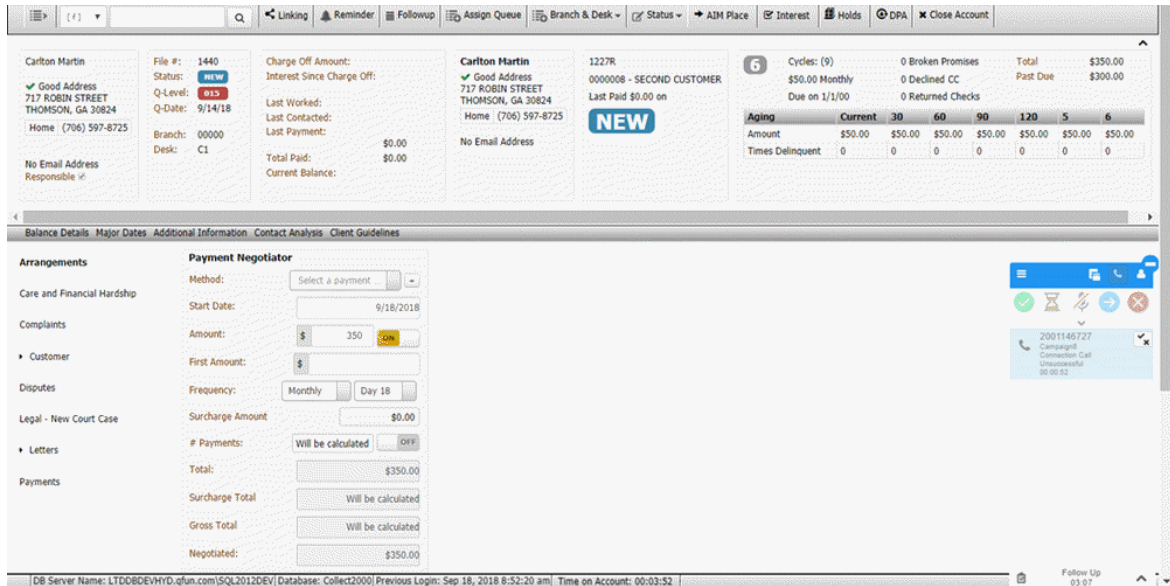 Linking Reminder Followup Assign Queue Branch & Desk Status AIM Place Interest Holds DPA Close Account
Carlton Martin
Good Address
717 ROBIN STREET
THOMSON, GA 30824
Home (706) 597-8725
No Email Address
Responsible
File #: 1440
Status: NEW
Q-Level: 015
Q-Date: 9/14/18
Branch: 00000
Desk: C1
Charge Off Amount:
Interest Since Charge Off:
Last Worked:
Last Contacted:
Last Payment:
$0.00
Total Paid: $0.00
Current Balance:
Carlton Martin
Good Address
717 ROBIN STREET
THOMSON, GA 30824
Home (706) 597-8725
No Email Address
1227R
0000008 - SECOND CUSTOMER
Last Paid $0.00 on
NEW
6 Cycles: (9) 0 Broken Promises Total $350.00
$50.00 Monthly 0 Declined CC Past Due $300.00
Due on 1/1/00 0 Returned Checks
Aging Current 30 60 90 120 5 6
Amount $50.00 $50.00 $50.00 $50.00 $50.00 $50.00 $50.00
Times Delinquent 0 0 0 0 0 0 0
Balance Details Major Dates Additional Information Contact Analysis Client Guidelines
Arrangements
Care and Financial Hardship
Complaints
Customer
Disputes
Legal - New Court Case
Letters
Payments
Payment Negotiator
Method: Select a payment ...
Start Date: 9/18/2018
Amount: $ 350 ON
First Amount: $
Frequency: Monthly Day 18
Surcharge Amount $0.00
# Payments: Will be calculated OFF
Total: $350.00
Surcharge Total Will be calculated
Gross Total Will be calculated
Negotiated: $350.00
2001146727
Campaign8
Connection Call
Unsuccessful
00:00:52
DB Server Name: LTDDBDEVHYD.qfun.com\SQL2012DEV Database: Collect2000 Previous Login: Sep 18, 2018 8:52:20 am Time on Account: 00:03:52
Follow Up
03:07